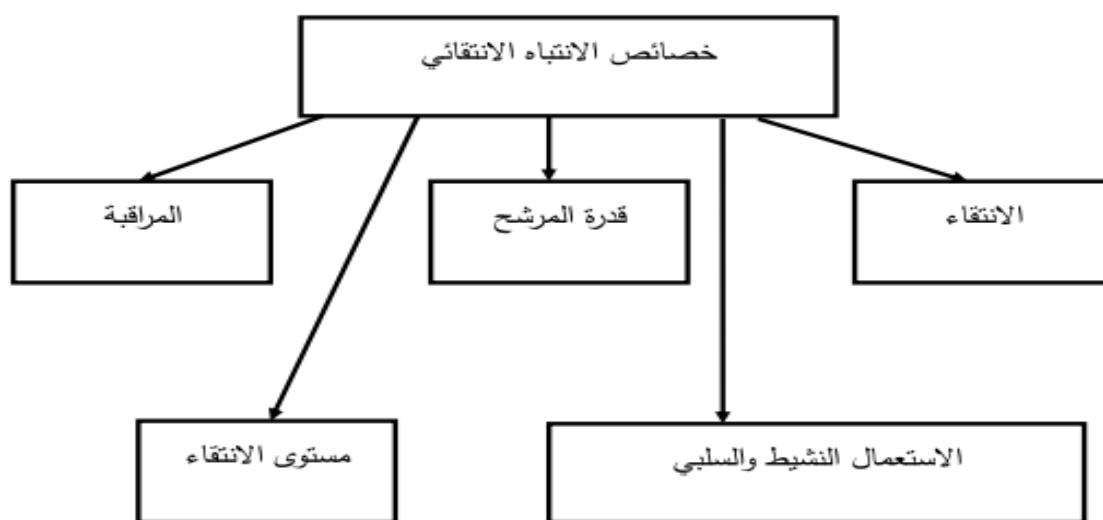 خصائص الانتباه الانتقائي
الانتقاء
قدرة المرشح
المراقبة
الاستعمال النشيط والسلبي
مستوى الانتقاء